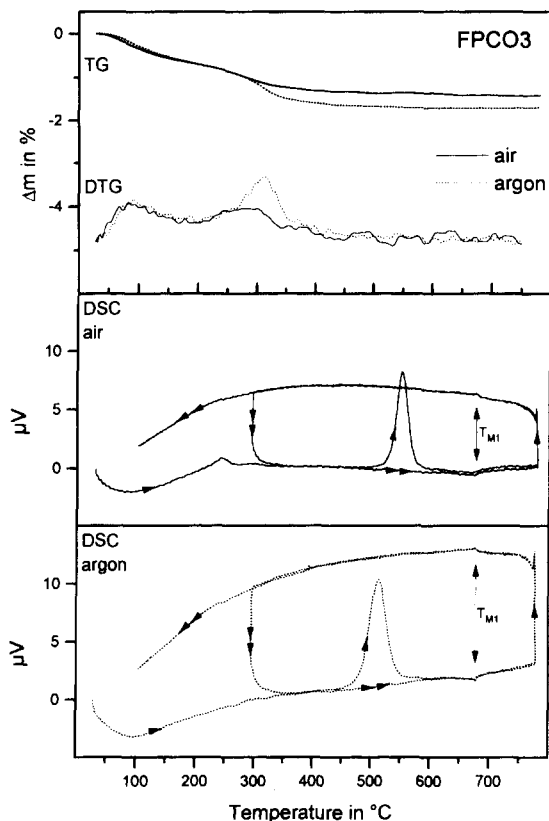 FPCO3
0
TG
-2
Δm in %
air
argon
DTG
-4
DSC
air
10
5
0
μV
T_M1
DSC
argon
10
5
0
μV
T_M1
100 200 300 400 500 600 700
Temperature in °C